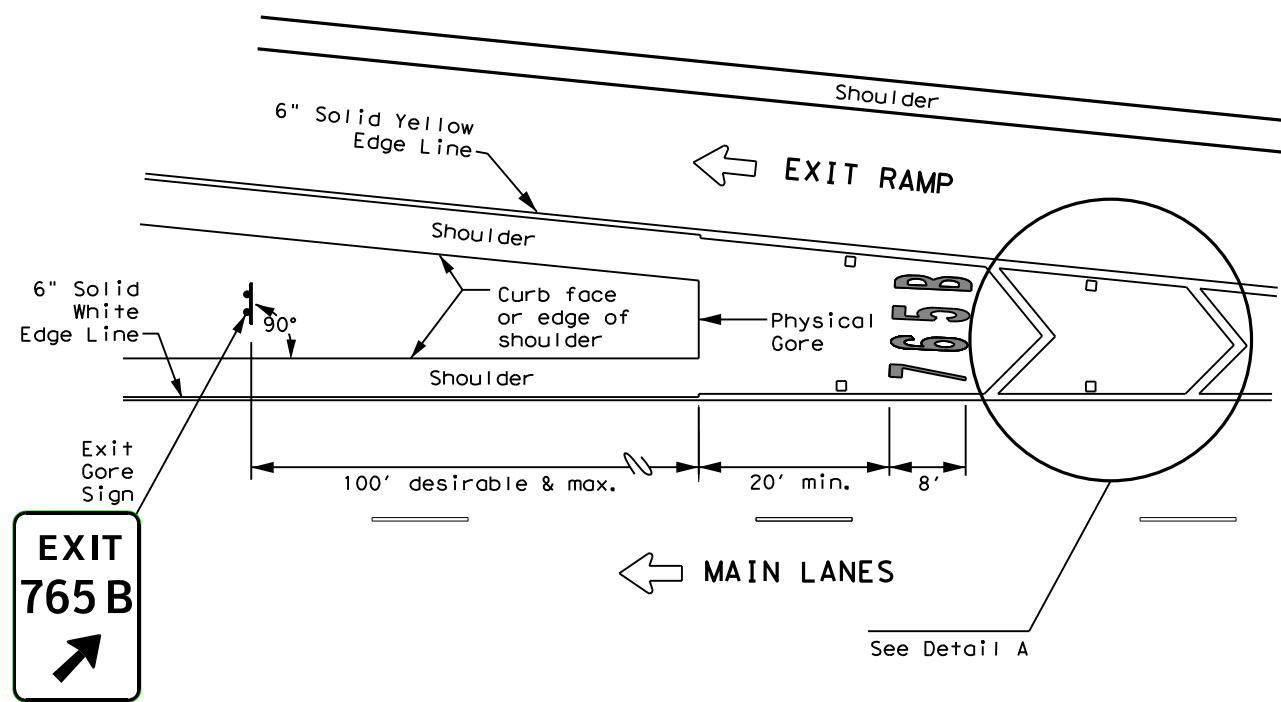 Shoulder
6" Solid Yellow
Edge Line
EXIT RAMP
Shoulder
6" Solid
White
Edge Line
90°
Curb face
or edge of
shoulder
Physical
Gore
765B
Shoulder
Exit
Gore
Sign
100' desirable & max.
20' min.
8'
EXIT
765 B
MAIN LANES
See Detail A